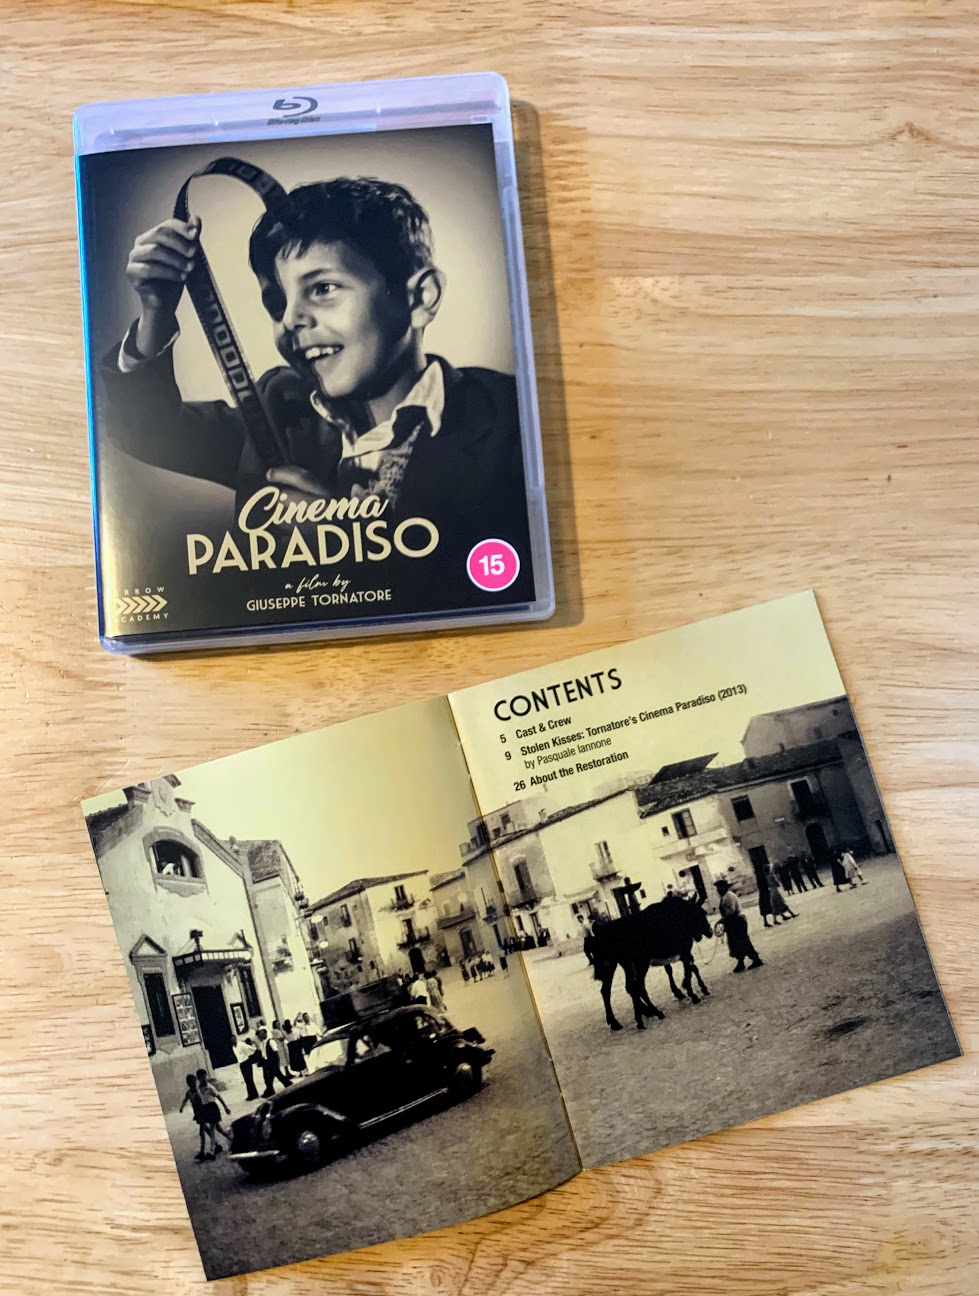 Blu-ray Disc
Cinema
PARADISO
a film by
GIUSEPPE TORNATORE
15
CONTENTS
5 Cast & Crew
9 Stolen Kisses: Tornatore's Cinema Paradiso (2013)
by Pasquale Iannone
26 About the Restoration